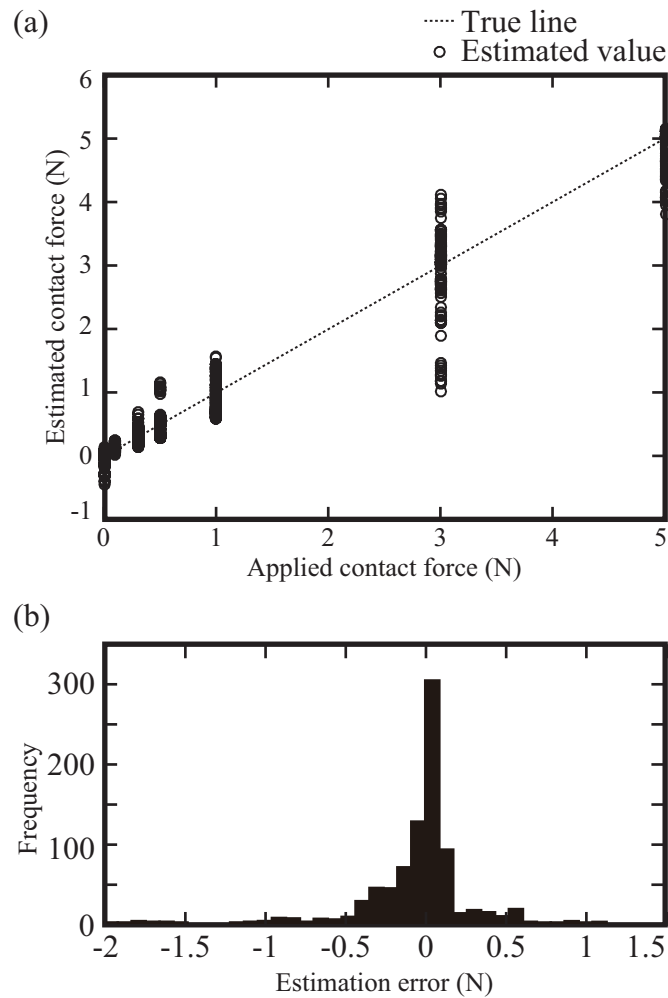 (a)
True line
Estimated value
6
5
4
3
2
1
0
-1
Estimated contact force (N)
0 1 2 3 4 5
Applied contact force (N)
(b)
300
200
100
0
Frequency
-2 -1.5 -1 -0.5 0 0.5 1 1.5
Estimation error (N)